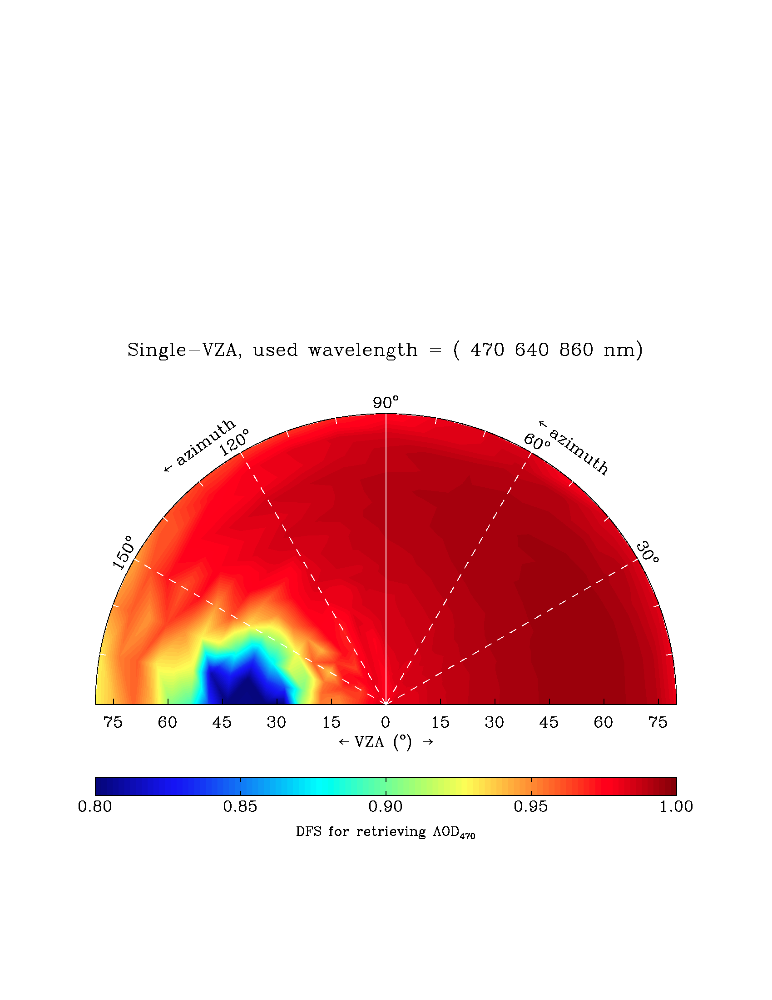 Single-VZA, used wavelength = ( 470 640 860 nm)
90°
← azimuth
120°
60°
← azimuth
150°
30°
75 60 45 30 15 0 15 30 45 60 75
← VZA (°) →
0.80 0.85 0.90 0.95 1.00
DFS for retrieving AOD₄₇₀